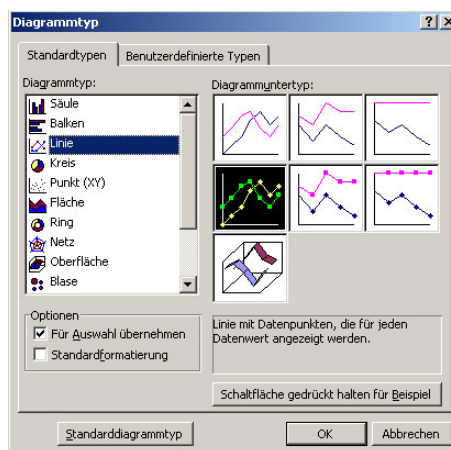 Diagrammtyp
Standardtypen
Benutzerdefinierte Typen
Diagrammtyp:
Säule
Balken
Linie
Kreis
Punkt (XY)
Fläche
Ring
Netz
Oberfläche
Blase
Diagrammuntertyp:
Optionen
Für Auswahl übernehmen
Standardformatierung
Linie mit Datenpunkten, die für jeden
Datenwert angezeigt werden.
Schaltfläche gedrückt halten für Beispiel
Standarddiagrammtyp
OK
Abbrechen